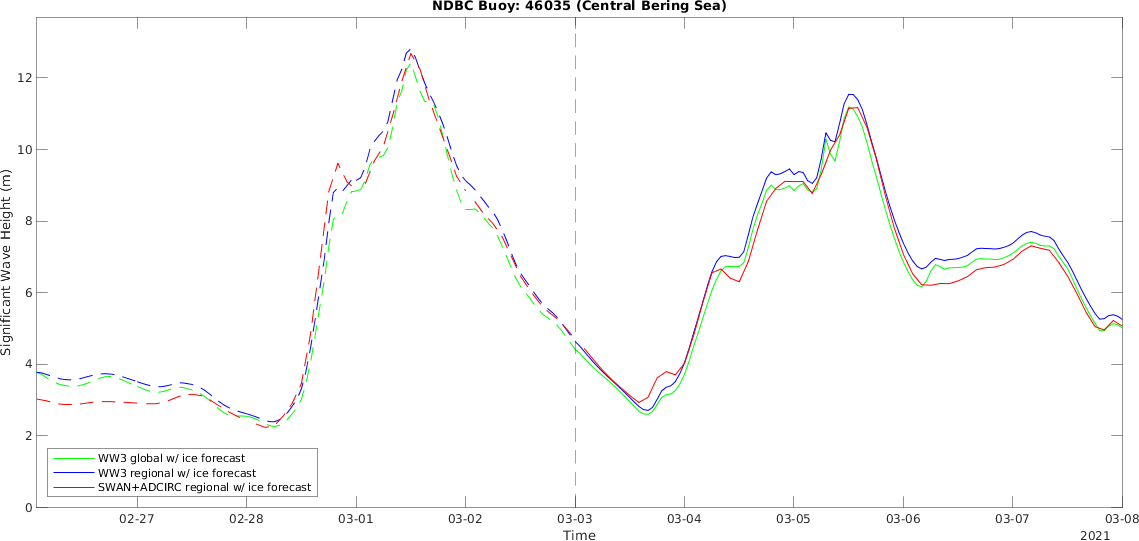 NDBC Buoy: 46035 (Central Bering Sea)
Significant Wave Height (m)
12
10
8
6
4
2
0
WW3 global w/ ice forecast
WW3 regional w/ ice forecast
SWAN+ADCIRC regional w/ ice forecast
02-27 02-28 03-01 03-02 03-03 03-04 03-05 03-06 03-07 03-08
Time
2021